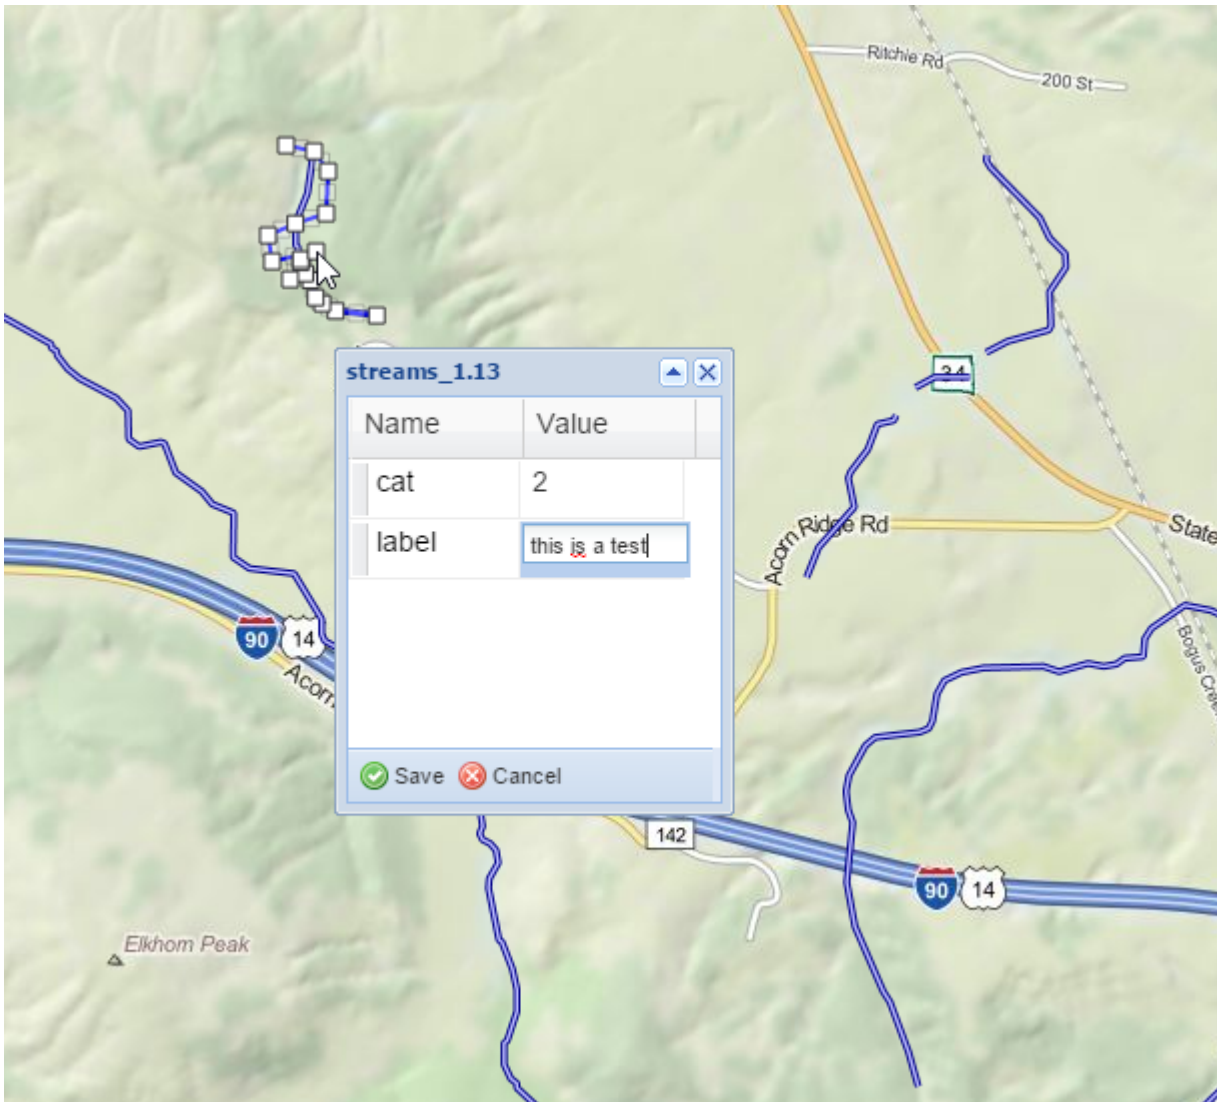 Ritchie Rd
200 St
streams_1.13
Name Value
cat 2
label this is a test
34
Acorn Ridge Rd
State
90 14
Acorn
Bogus Cree
Save Cancel
142
90 14
Elkhorn Peak